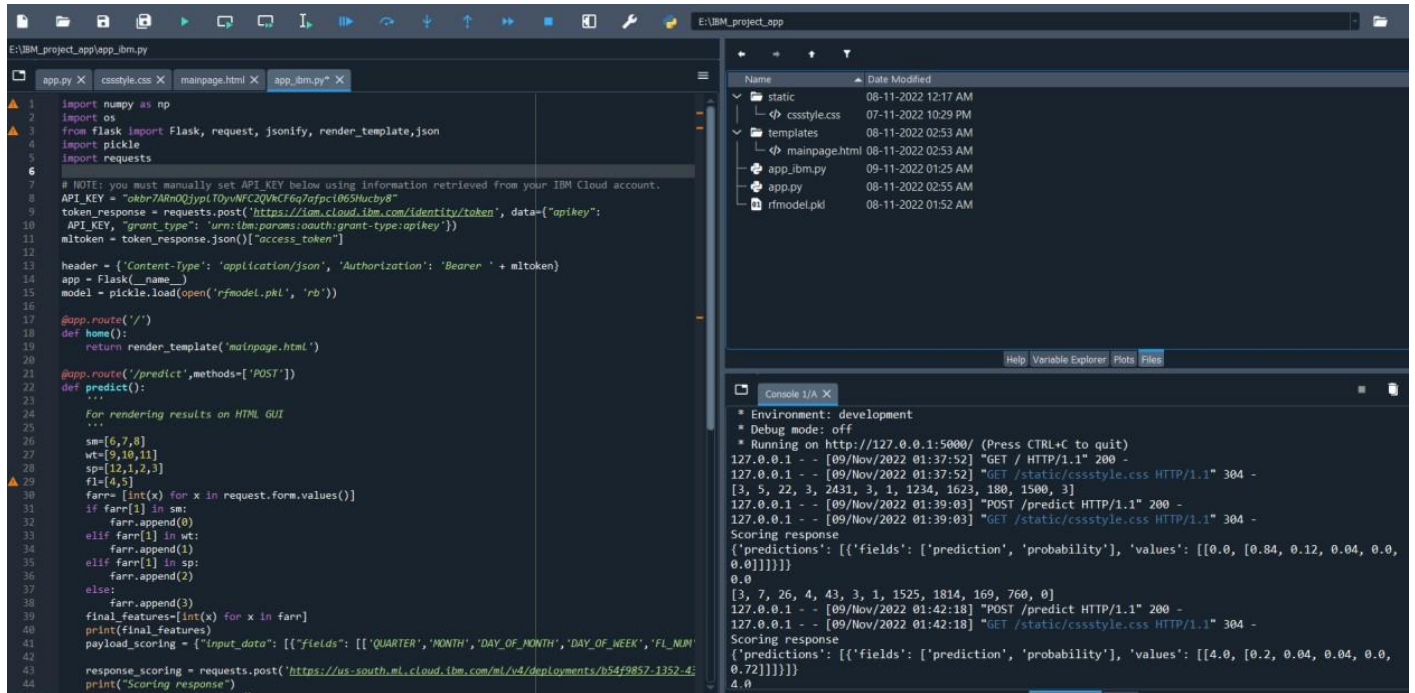 E:\IBM_project_app
E:\IBM_project_app\app_ibm.py
app.py X cssstyle.css X mainpage.html X app_ibm.py* X
1 import numpy as np
2 import os
3 from flask import Flask, request, jsonify, render_template,json
4 import pickle
5 import requests
6
7 # NOTE: you must manually set API_KEY below using information retrieved from your IBM Cloud account.
8 API_KEY = "okbr7ARnOQjyplTOyvNFC2QVkCF6q7afpci065Hucby8"
9 token_response = requests.post('https://iam.cloud.ibm.com/identity/token', data={"apikey":
10 API_KEY, "grant_type": 'urn:ibm:params:oauth:grant-type:apikey'})
11 mltoken = token_response.json()["access_token"]
12
13 header = {'Content-Type': 'application/json', 'Authorization': 'Bearer ' + mltoken}
14 app = Flask(__name__)
15 model = pickle.load(open('rfmodel.pkl', 'rb'))
16
17 @app.route('/')
18 def home():
19 return render_template('mainpage.html')
20
21 @app.route('/predict',methods=['POST'])
22 def predict():
23 '''
24 For rendering results on HTML GUI
25 '''
26 sm=[6,7,8]
27 wt=[9,10,11]
28 sp=[12,1,2,3]
29 fl=[4,5]
30 farr= [int(x) for x in request.form.values()]
31 if farr[1] in sm:
32 farr.append(0)
33 elif farr[1] in wt:
34 farr.append(1)
35 elif farr[1] in sp:
36 farr.append(2)
37 else:
38 farr.append(3)
39 final_features=[int(x) for x in farr]
40 print(final_features)
41 payload_scoring = {"input_data": [{"fields": [['QUARTER','MONTH','DAY_OF_MONTH','DAY_OF_WEEK','FL_NUM'
42
43 response_scoring = requests.post('https://us-south.ml.cloud.ibm.com/ml/v4/deployments/b54f9857-1352-43
44 print("Scoring response")
Name Date Modified
static 08-11-2022 12:17 AM
cssstyle.css 07-11-2022 10:29 PM
templates 08-11-2022 02:53 AM
mainpage.html 08-11-2022 02:53 AM
app_ibm.py 09-11-2022 01:25 AM
app.py 08-11-2022 02:55 AM
rfmodel.pkl 08-11-2022 01:52 AM
Help Variable Explorer Plots Files
Console 1/A X
* Environment: development
* Debug mode: off
* Running on http://127.0.0.1:5000/ (Press CTRL+C to quit)
127.0.0.1 - - [09/Nov/2022 01:37:52] "GET / HTTP/1.1" 200 -
127.0.0.1 - - [09/Nov/2022 01:37:52] "GET /static/cssstyle.css HTTP/1.1" 304 -
[3, 5, 22, 3, 2431, 3, 1, 1234, 1623, 180, 1500, 3]
127.0.0.1 - - [09/Nov/2022 01:39:03] "POST /predict HTTP/1.1" 200 -
127.0.0.1 - - [09/Nov/2022 01:39:03] "GET /static/cssstyle.css HTTP/1.1" 304 -
Scoring response
{'predictions': [{'fields': ['prediction', 'probability'], 'values': [[0.0, [0.84, 0.12, 0.04, 0.0,
0.0]]]}]}
0.0
[3, 7, 26, 4, 43, 3, 1, 1525, 1814, 169, 760, 0]
127.0.0.1 - - [09/Nov/2022 01:42:18] "POST /predict HTTP/1.1" 200 -
127.0.0.1 - - [09/Nov/2022 01:42:18] "GET /static/cssstyle.css HTTP/1.1" 304 -
Scoring response
{'predictions': [{'fields': ['prediction', 'probability'], 'values': [[4.0, [0.2, 0.04, 0.04, 0.0,
0.72]]]}]}
4.0